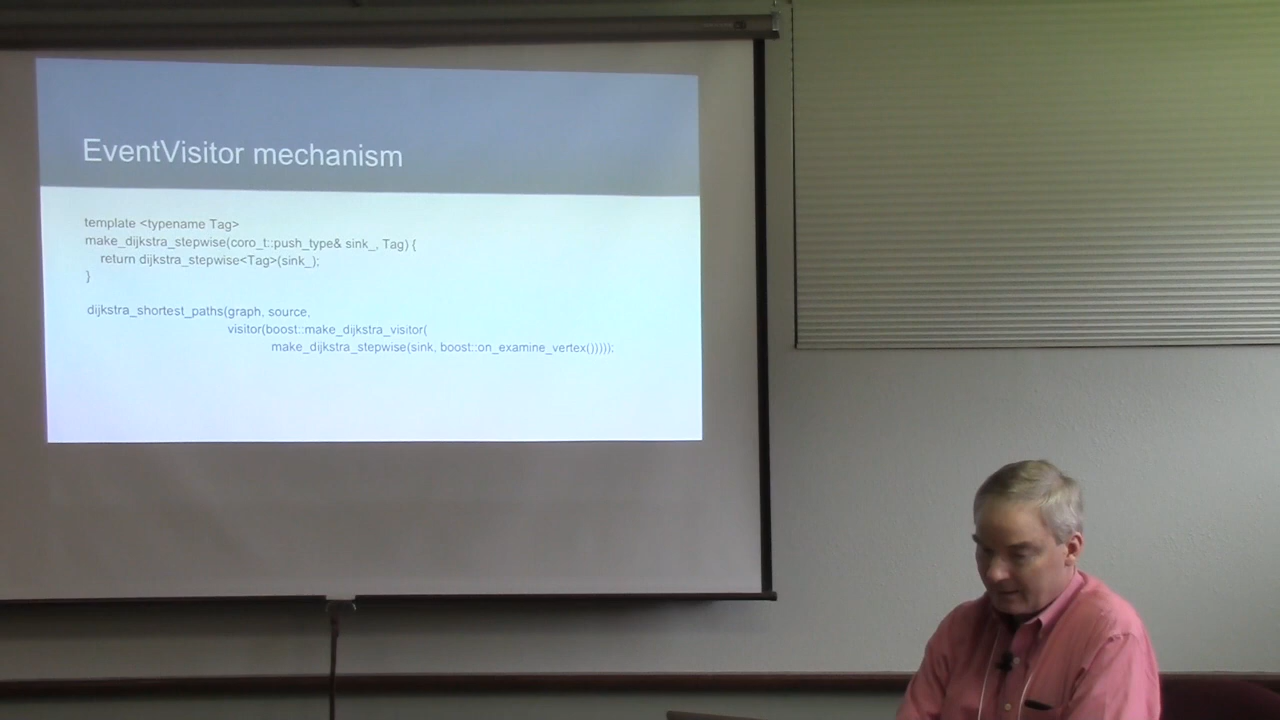 EventVisitor mechanism
template <typename Tag>
make_dijkstra_stepwise(coro_t::push_type& sink_, Tag) {
return dijkstra_stepwise<Tag>(sink_);
}
dijkstra_shortest_paths(graph, source,
visitor(boost::make_dijkstra_visitor(
make_dijkstra_stepwise(sink, boost::on_examine_vertex()))));